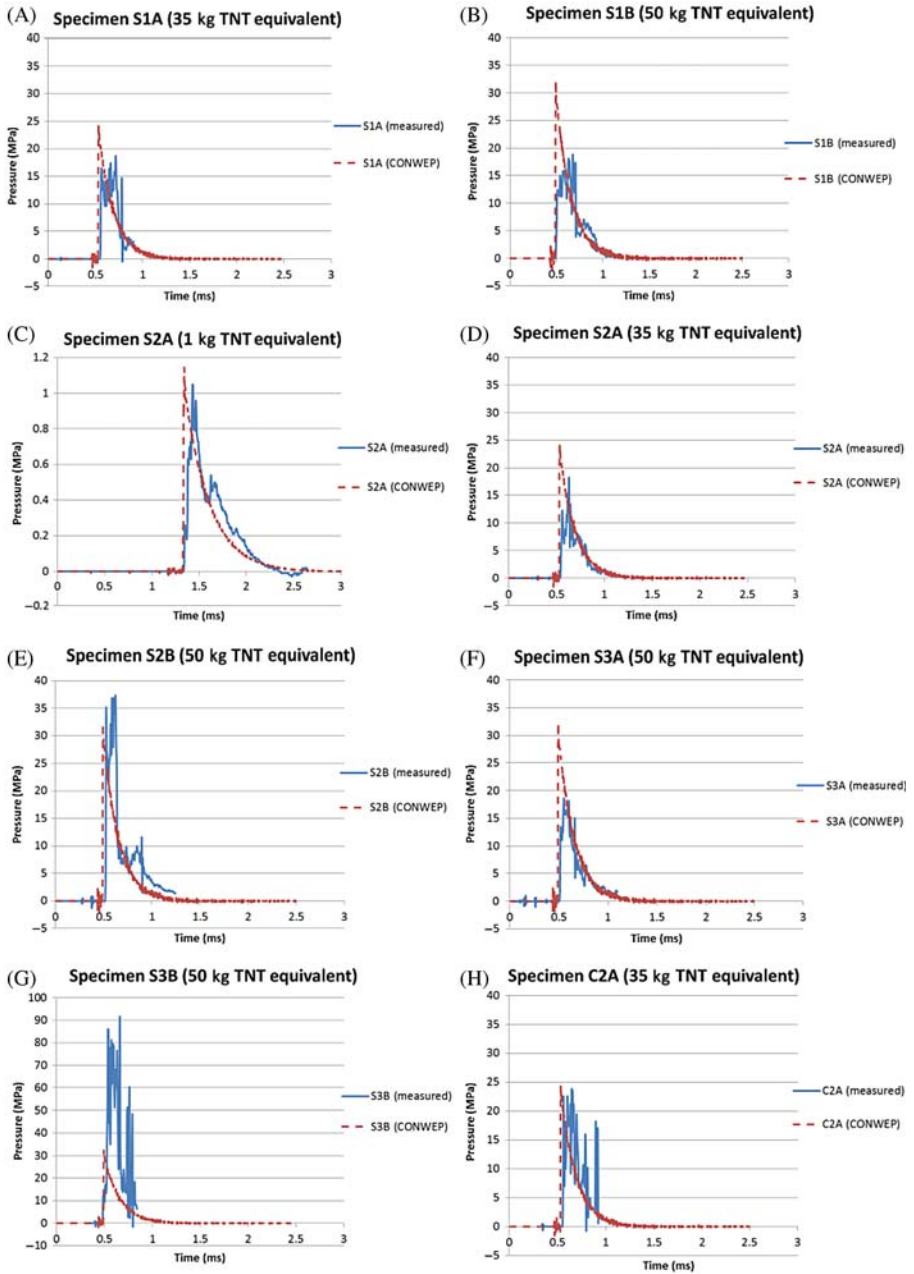 (A)
Specimen S1A (35 kg TNT equivalent)
40
35
30
25
20
15
10
5
0
−5
Pressure (MPa)
0 0.5 1 1.5 2 2.5 3
Time (ms)
S1A (measured)
S1A (CONWEP)
(B)
Specimen S1B (50 kg TNT equivalent)
40
35
30
25
20
15
10
5
0
−5
Pressure (MPa)
0 0.5 1 1.5 2 2.5 3
Time (ms)
S1B (measured)
S1B (CONWEP)
(C)
Specimen S2A (1 kg TNT equivalent)
1.2
1
0.8
0.6
0.4
0.2
0
−0.2
Presssure (MPa)
0 0.5 1 1.5 2 2.5 3
Time (ms)
S2A (measured)
S2A (CONWEP)
(D)
Specimen S2A (35 kg TNT equivalent)
40
35
30
25
20
15
10
5
0
−5
Pressure (MPa)
0 0.5 1 1.5 2 2.5 3
Time (ms)
S2A (measured)
S2A (CONWEP)
(E)
Specimen S2B (50 kg TNT equivalent)
40
35
30
25
20
15
10
5
0
−5
Pressure (MPa)
0 0.5 1 1.5 2 2.5 3
Time (ms)
S2B (measured)
S2B (CONWEP)
(F)
Specimen S3A (50 kg TNT equivalent)
40
35
30
25
20
15
10
5
0
−5
Pressure (MPa)
0 0.5 1 1.5 2 2.5 3
Time (ms)
S3A (measured)
S3A (CONWEP)
(G)
Specimen S3B (50 kg TNT equivalent)
100
90
80
70
60
50
40
30
20
10
0
−10
Pressure (MPa)
0 0.5 1 1.5 2 2.5 3
Time (ms)
S3B (measured)
S3B (CONWEP)
(H)
Specimen C2A (35 kg TNT equivalent)
40
35
30
25
20
15
10
5
0
−5
Pressure (MPa)
0 0.5 1 1.5 2 2.5 3
Time (ms)
C2A (measured)
C2A (CONWEP)